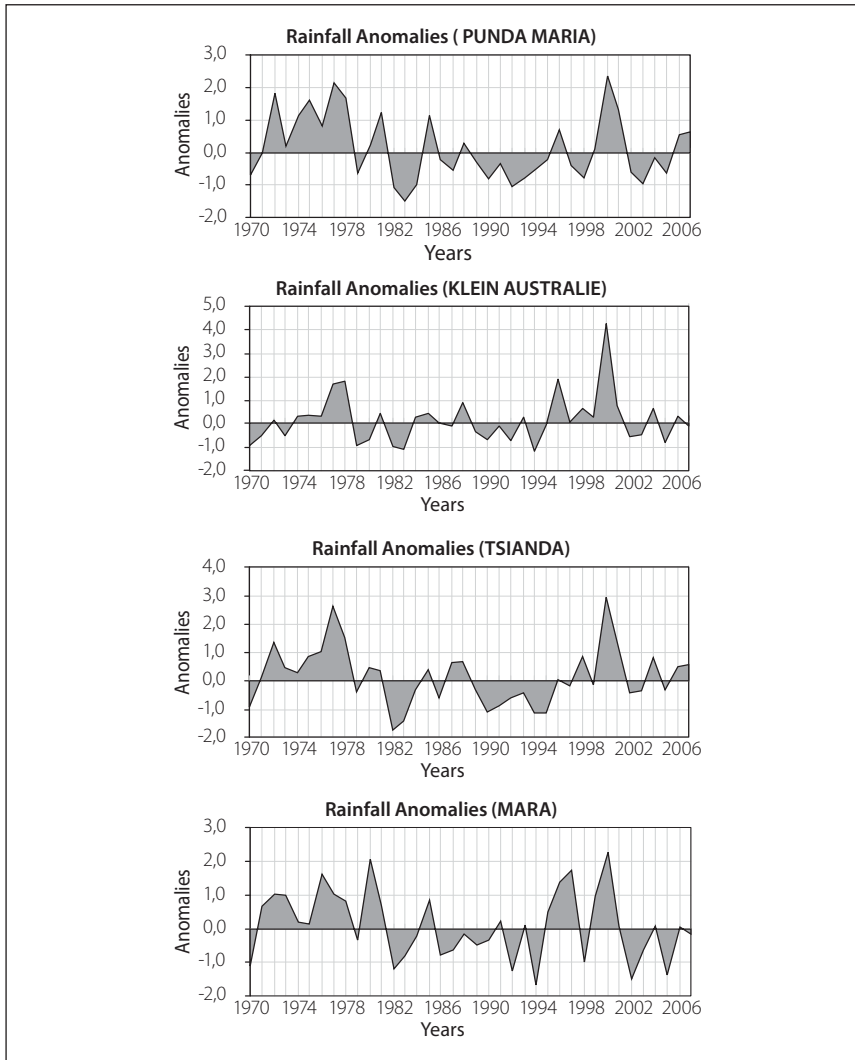 Rainfall Anomalies ( PUNDA MARIA)
3,0
2,0
1,0
0,0
-1,0
-2,0
Anomalies
1970 1974 1978 1982 1986 1990 1994 1998 2002 2006
Years
Rainfall Anomalies (KLEIN AUSTRALIE)
5,0
4,0
3,0
2,0
1,0
0,0
-1,0
-2,0
Anomalies
1970 1974 1978 1982 1986 1990 1994 1998 2002 2006
Years
Rainfall Anomalies (TSIANDA)
4,0
3,0
2,0
1,0
0,0
-1,0
-2,0
Anomalies
1970 1974 1978 1982 1986 1990 1994 1998 2002 2006
Years
Rainfall Anomalies (MARA)
3,0
2,0
1,0
0,0
-1,0
-2,0
Anomalies
1970 1974 1978 1982 1986 1990 1994 1998 2002 2006
Years